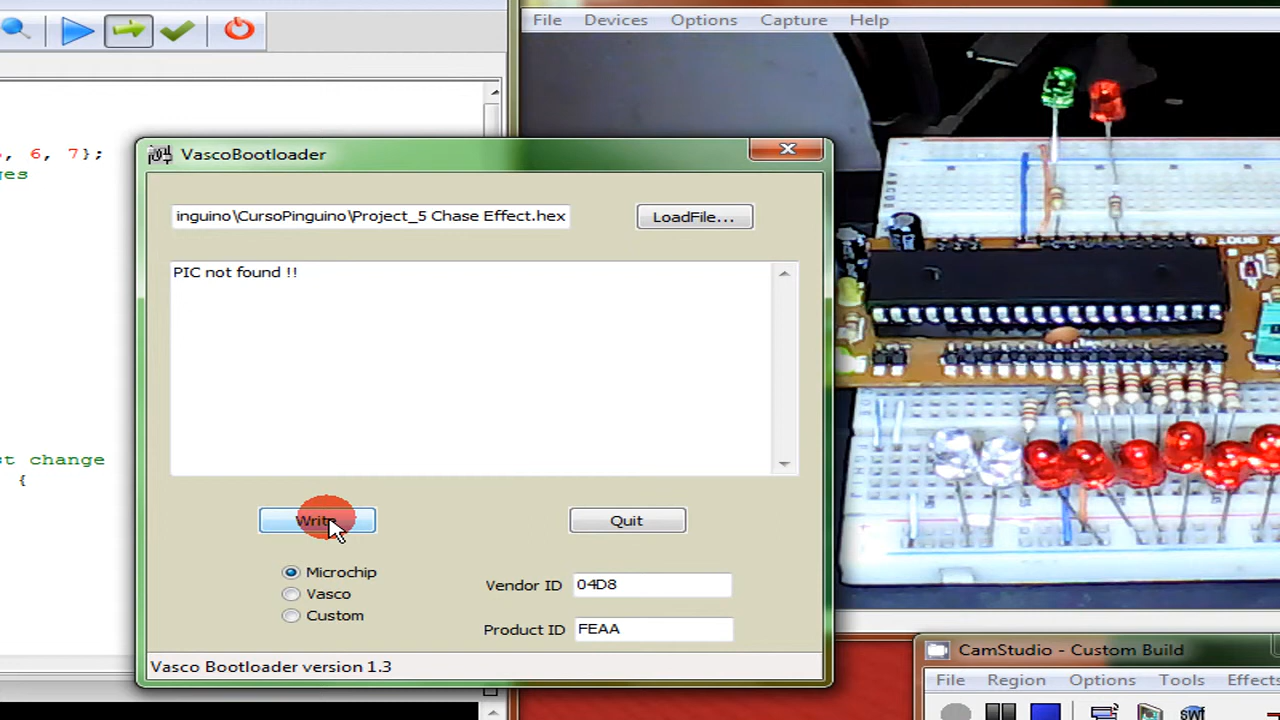 File Devices Options Capture Help
, 6, 7};
VascoBootloader
inguino\CursoPinguino\Project_5 Chase Effect.hex
LoadFile...
PIC not found !!
st change
{
Write
Quit
Microchip
Vasco
Custom
Vendor ID 04D8
Product ID FEAA
Vasco Bootloader version 1.3
CamStudio - Custom Build
File Region Options Tools Effects